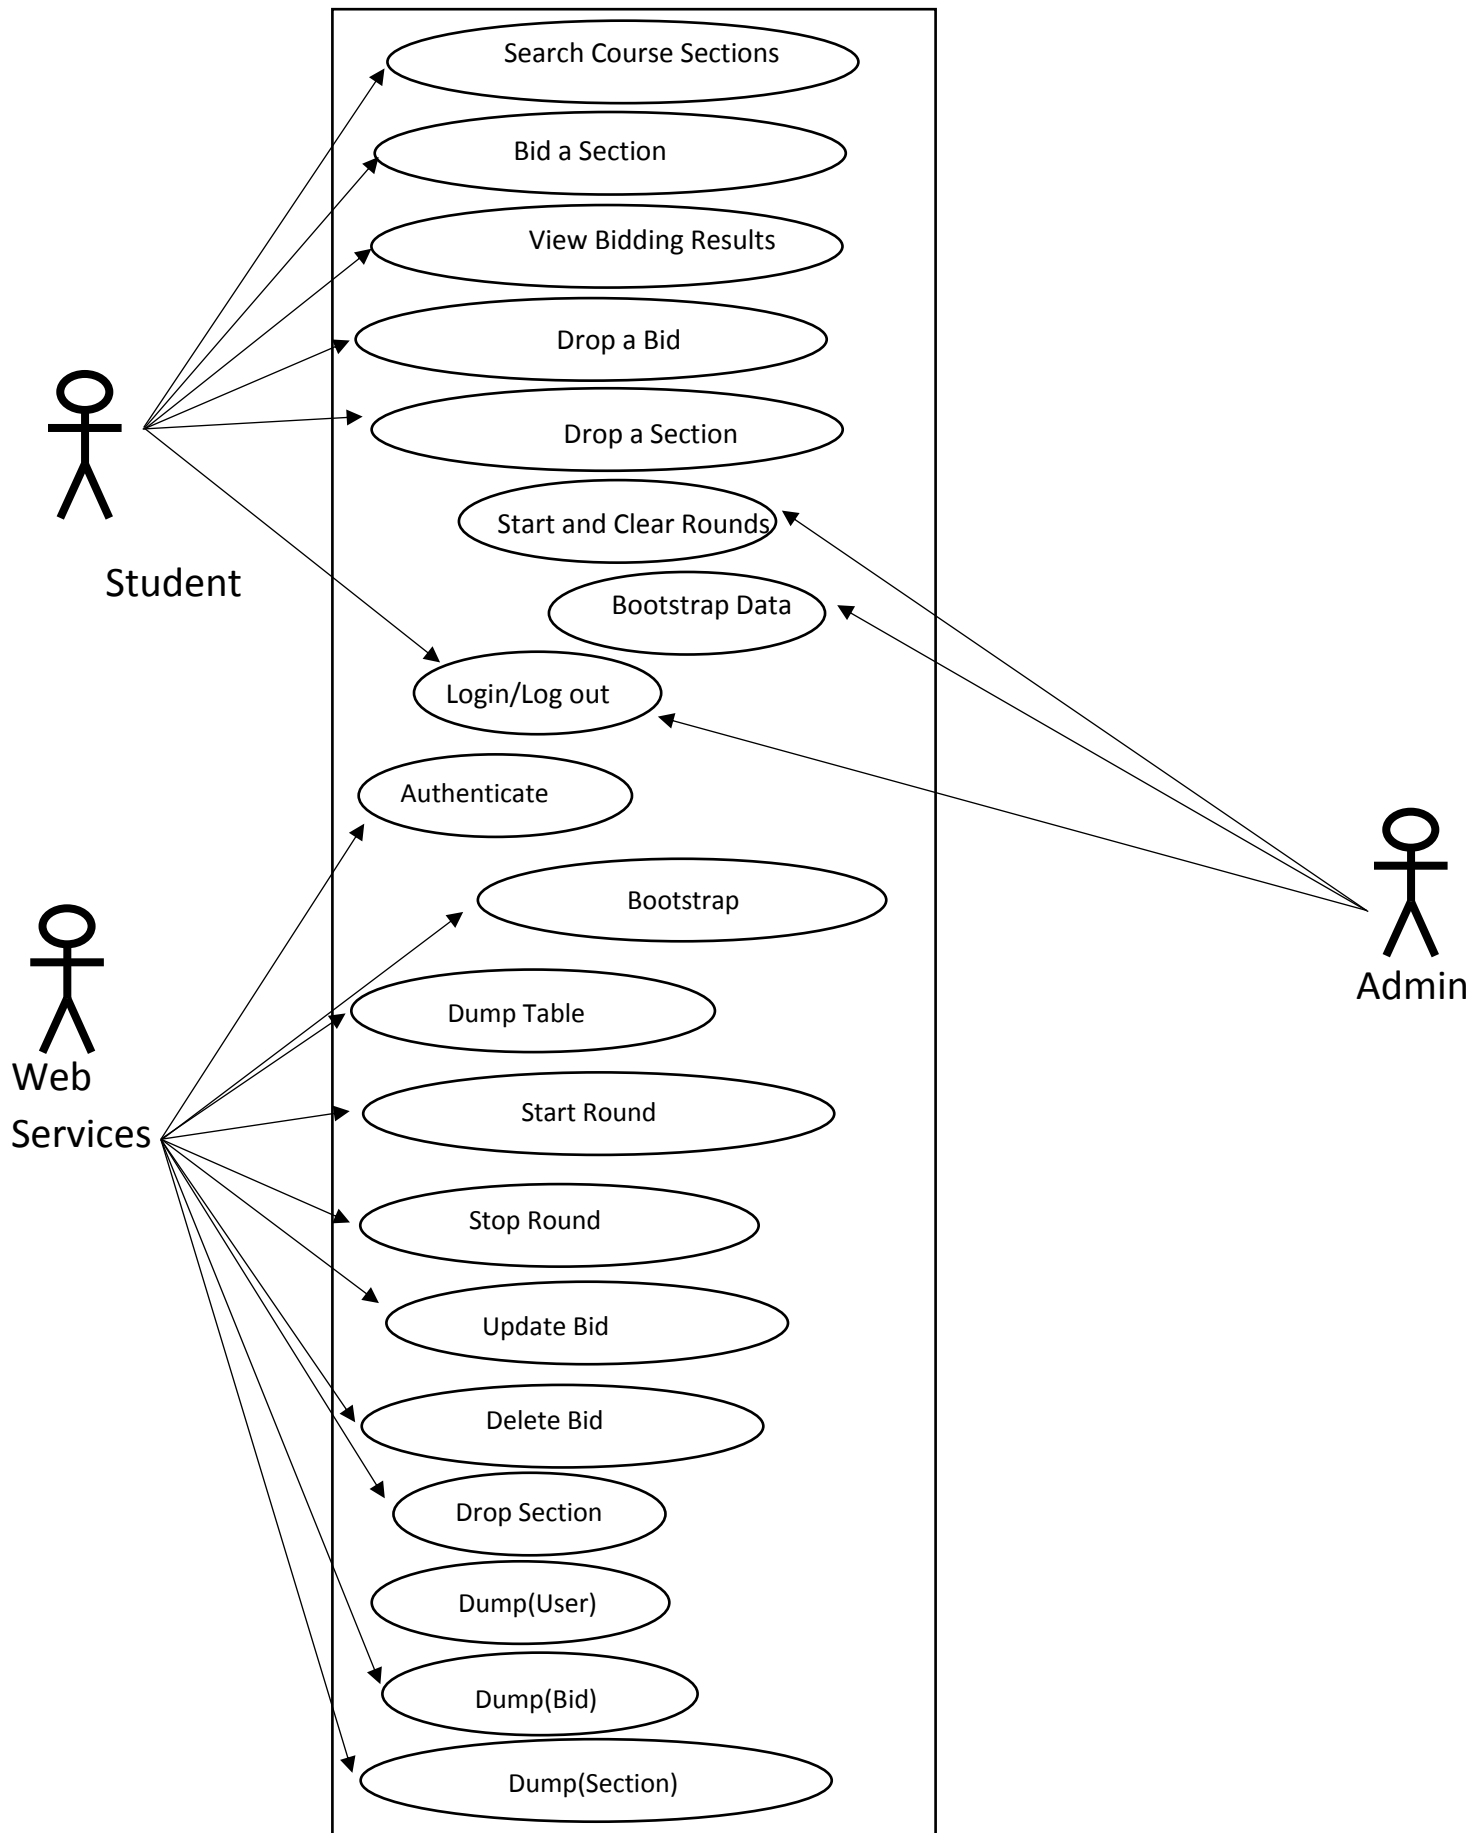 Search Course Sections
Bid a Section
View Bidding Results
Drop a Bid
Drop a Section
Start and Clear Rounds
Student
Bootstrap Data
Login/Log out
Authenticate
Bootstrap
Admin
Dump Table
Web
Services
Start Round
Stop Round
Update Bid
Delete Bid
Drop Section
Dump(User)
Dump(Bid)
Dump(Section)